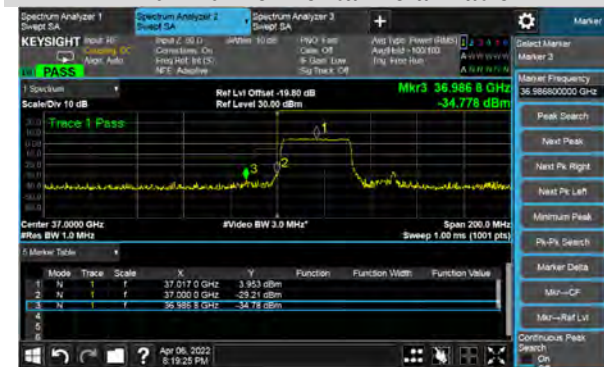 Spectrum Analyzer 1
Swept SA
Spectrum Analyzer 2
Swept SA
Spectrum Analyzer 3
Swept SA
+
Marker
KEYSIGHT Input: RF
Coupling: DC
Align: Auto
Input Z: 50 Ω
Corrections: On
Freq Ref: Int (S)
NFE: Adaptive
Atten: 10 dB
PNO: Fast
Gate: Off
IF Gain: Low
Sig Track: Off
Avg Type: Power (RMS)
Avg|Hold: 100/100
Trig: Free Run
PASS
Select Marker
Marker 3
Marker Frequency
36.986800000 GHz
Peak Search
Next Peak
Next Pk Right
Next Pk Left
Minimum Peak
Pk-Pk Search
Marker Delta
Mkr→CF
Mkr→Ref Lvl
Continuous Peak
Search
On
1 Spectrum
Scale/Div 10 dB
Ref Lvl Offset -19.80 dB
Ref Level 30.00 dBm
Mkr3 36.986 8 GHz
-34.778 dBm
Trace 1 Pass
1
2
3
Center 37.0000 GHz
#Res BW 1.0 MHz
#Video BW 3.0 MHz*
Span 200.0 MHz
Sweep 1.00 ms (1001 pts)
5 Marker Table
Mode Trace Scale X Y Function Function Width Function Value
1 N 1 f 37.017 0 GHz 3.953 dBm
2 N 1 f 37.000 0 GHz -29.21 dBm
3 N 1 f 36.986 8 GHz -34.78 dBm
4
5
6
?
Apr 06, 2022
8:19:25 PM